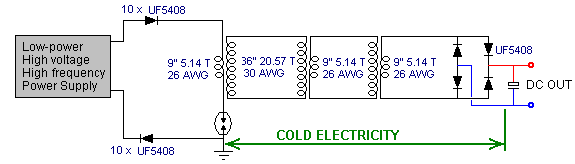 10 x UF5408
Low-power
High voltage
High frequency
Power Supply
9" 5.14 T
26 AWG
36" 20.57 T
30 AWG
9" 5.14 T
26 AWG
9" 5.14 T
26 AWG
UF5408
DC OUT
COLD ELECTRICITY
10 x UF5408